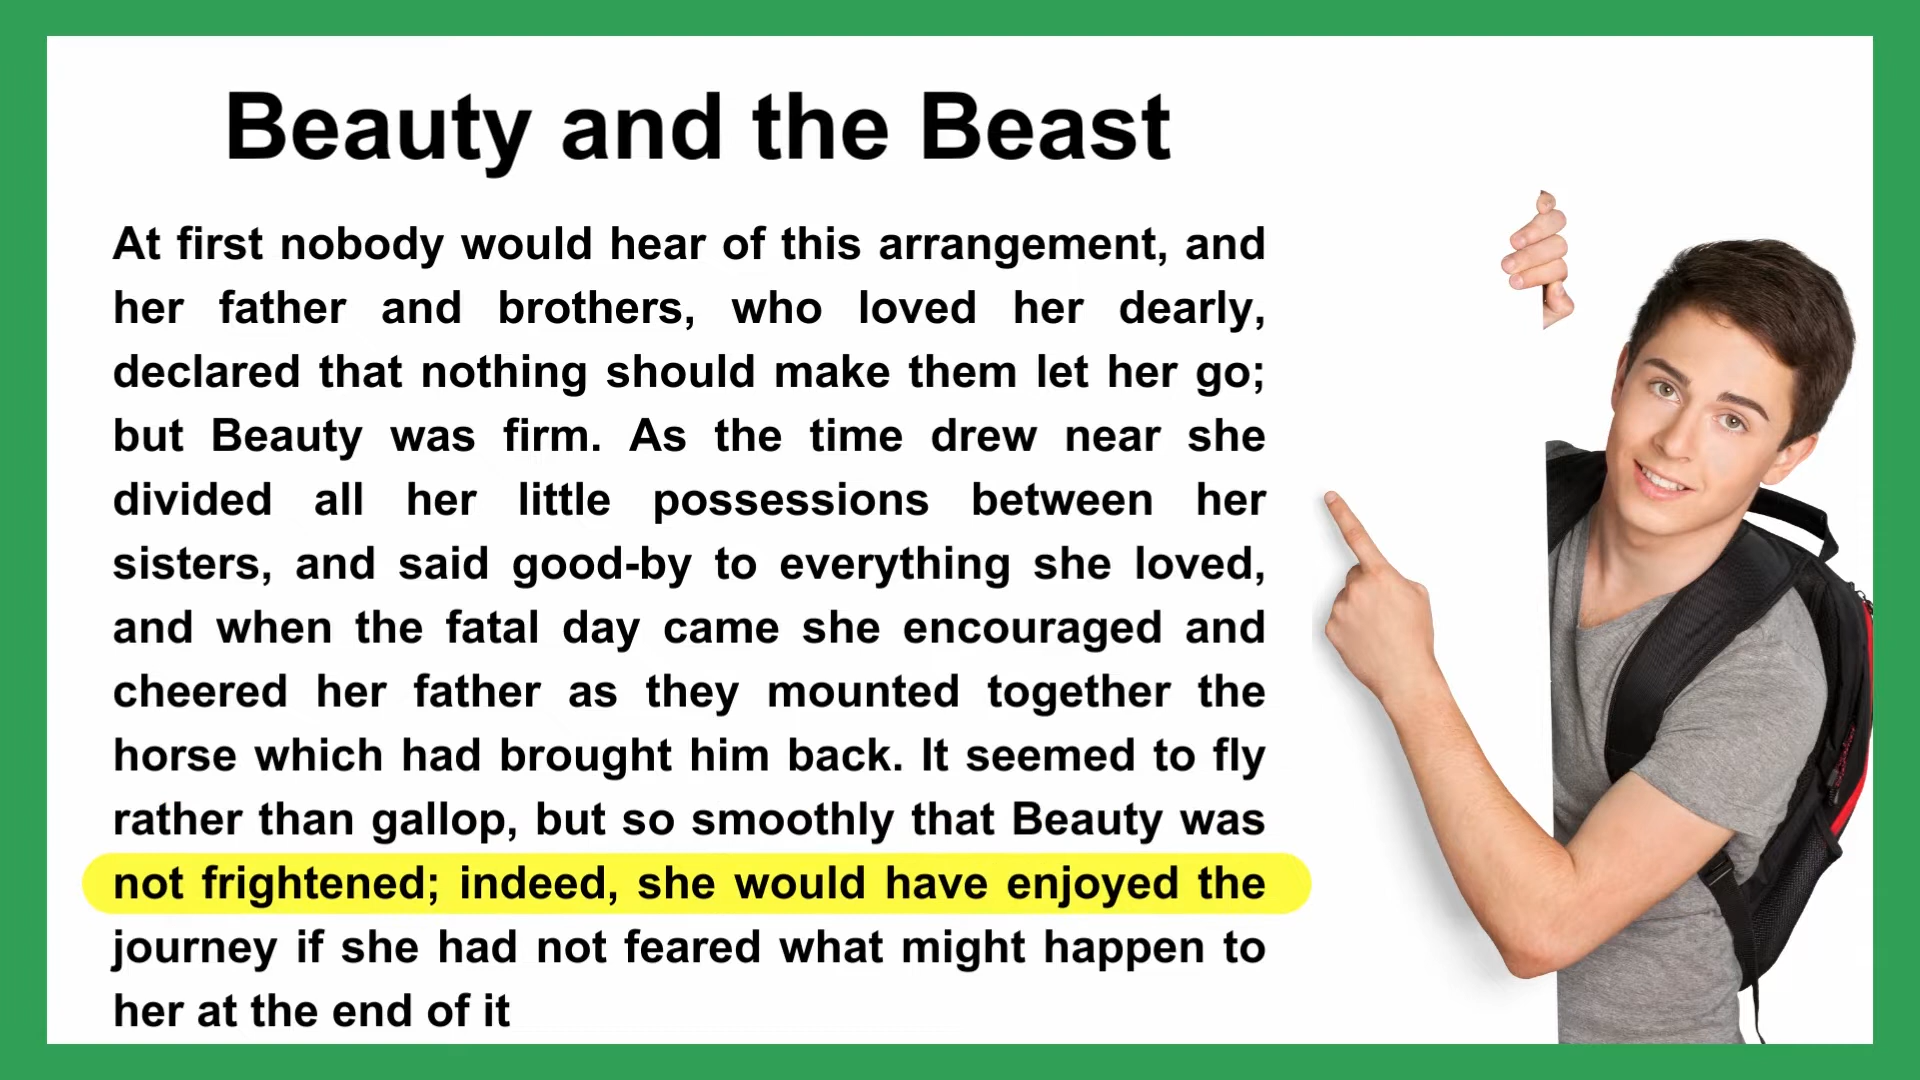 Beauty and the Beast
At first nobody would hear of this arrangement, and
her father and brothers, who loved her dearly,
declared that nothing should make them let her go;
but Beauty was firm. As the time drew near she
divided all her little possessions between her
sisters, and said good-by to everything she loved,
and when the fatal day came she encouraged and
cheered her father as they mounted together the
horse which had brought him back. It seemed to fly
rather than gallop, but so smoothly that Beauty was
not frightened; indeed, she would have enjoyed the
journey if she had not feared what might happen to
her at the end of it